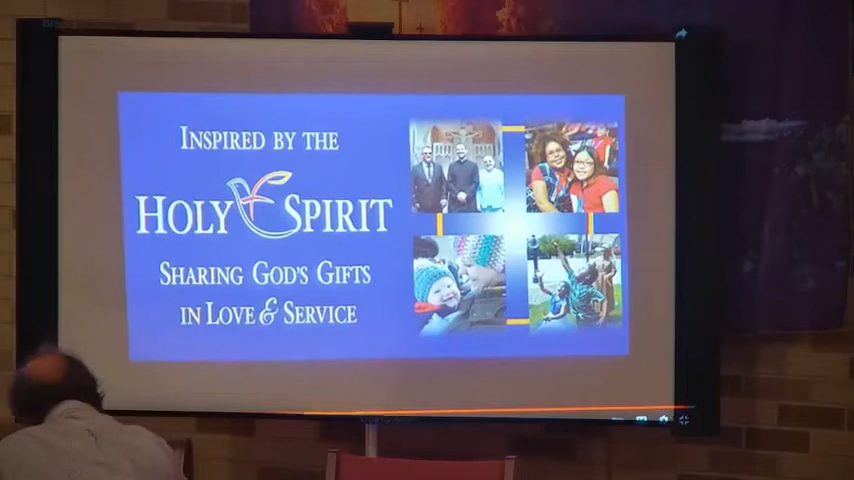 INSPIRED BY THE
HOLY SPIRIT
SHARING GOD'S GIFTS
IN LOVE & SERVICE